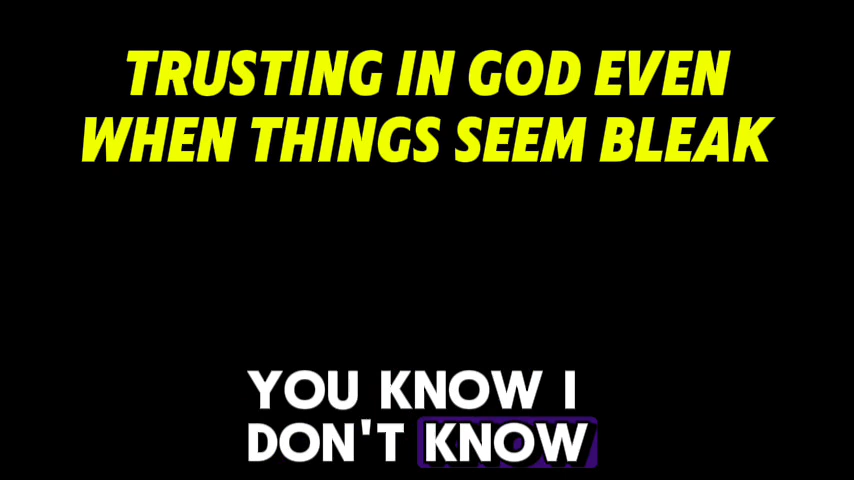 TRUSTING IN GOD EVEN
WHEN THINGS SEEM BLEAK
YOU KNOW I
DON'T KNOW